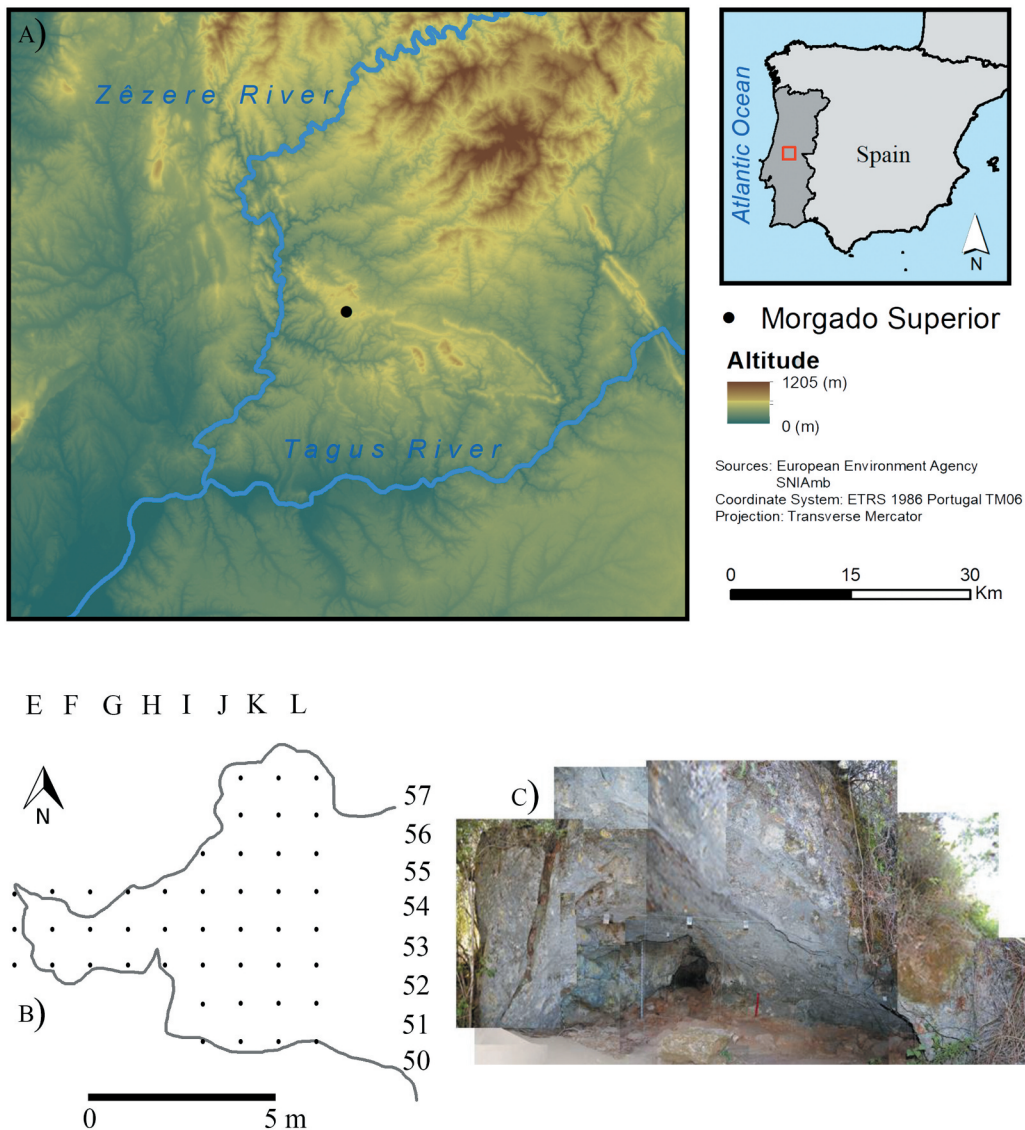 A)
Zêzere River
Tagus River
Atlantic Ocean
Spain
N
Morgado Superior
Altitude
1205 (m)
0 (m)
Sources: European Environment Agency
SNIAmb
Coordinate System: ETRS 1986 Portugal TM06
Projection: Transverse Mercator
0 15 30
Km
E F G H I J K L
N
57
56
55
54
53
52
51
50
B)
0 5 m
C)